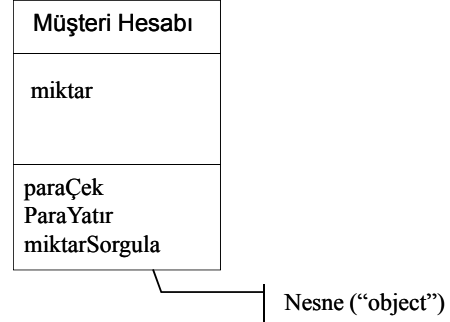 Müşteri Hesabı
miktar
paraÇek
ParaYatır
miktarSorgula
Nesne (“object”)